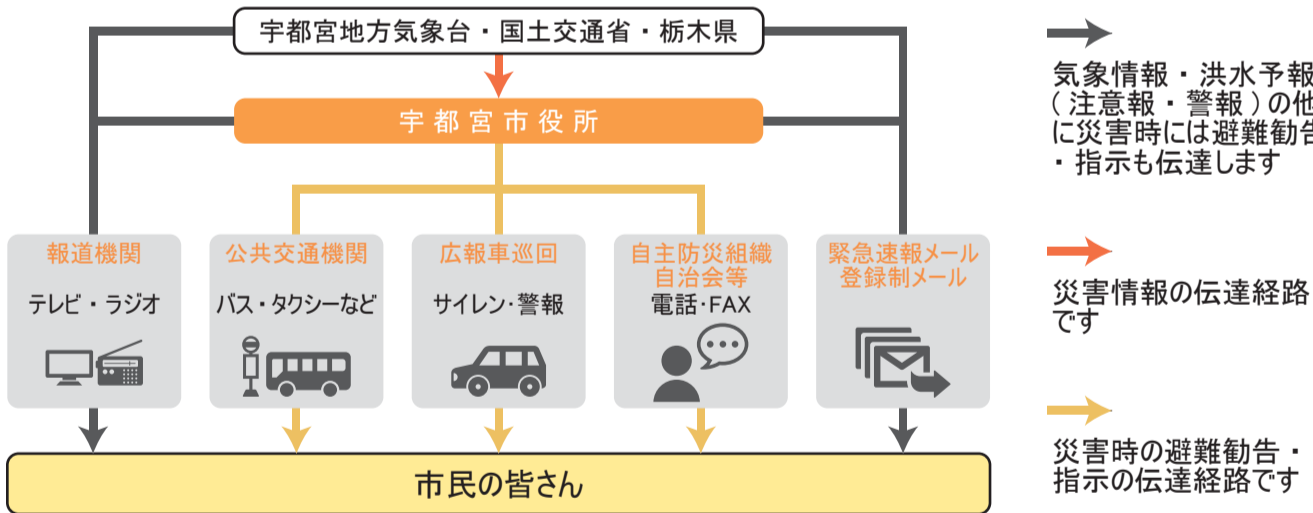 宇都宮地方気象台・国土交通省・栃木県
宇都宮市役所
報道機関
テレビ・ラジオ
公共交通機関
バス・タクシーなど
広報車巡回
サイレン・警報
自主防災組織
自治会等
電話・FAX
緊急速報メール
登録制メール
市民の皆さん
気象情報・洪水予報
(注意報・警報)の他
に災害時には避難勧告
・指示も伝達します
災害情報の伝達経路
です
災害時の避難勧告・
指示の伝達経路です